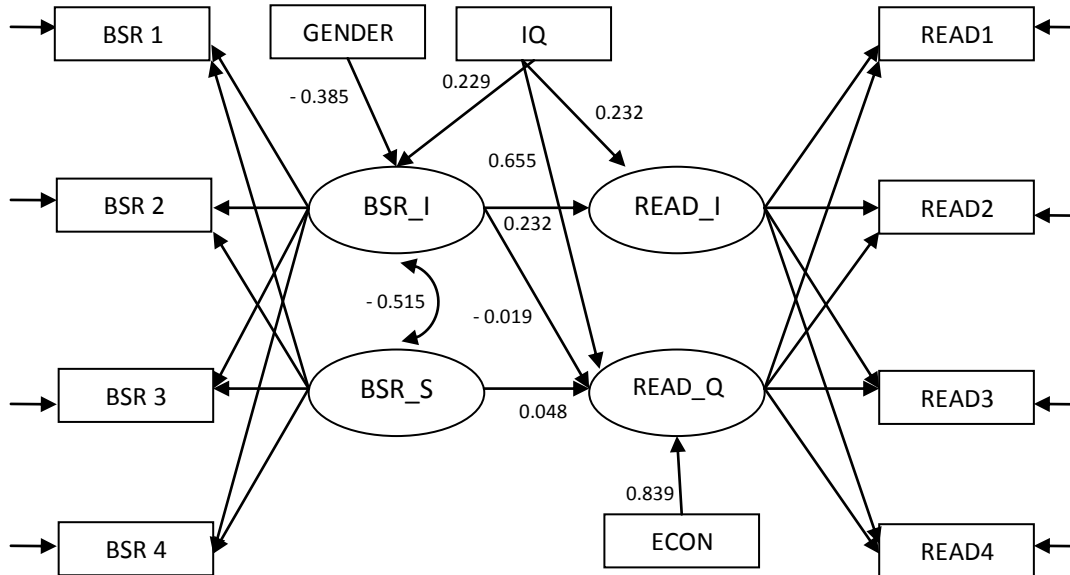 BSR 1
GENDER
IQ
READ1
- 0.385
0.229
0.232
0.655
BSR 2
BSR_I
READ_I
READ2
0.232
- 0.515
- 0.019
BSR 3
BSR_S
READ_Q
READ3
0.048
0.839
BSR 4
ECON
READ4